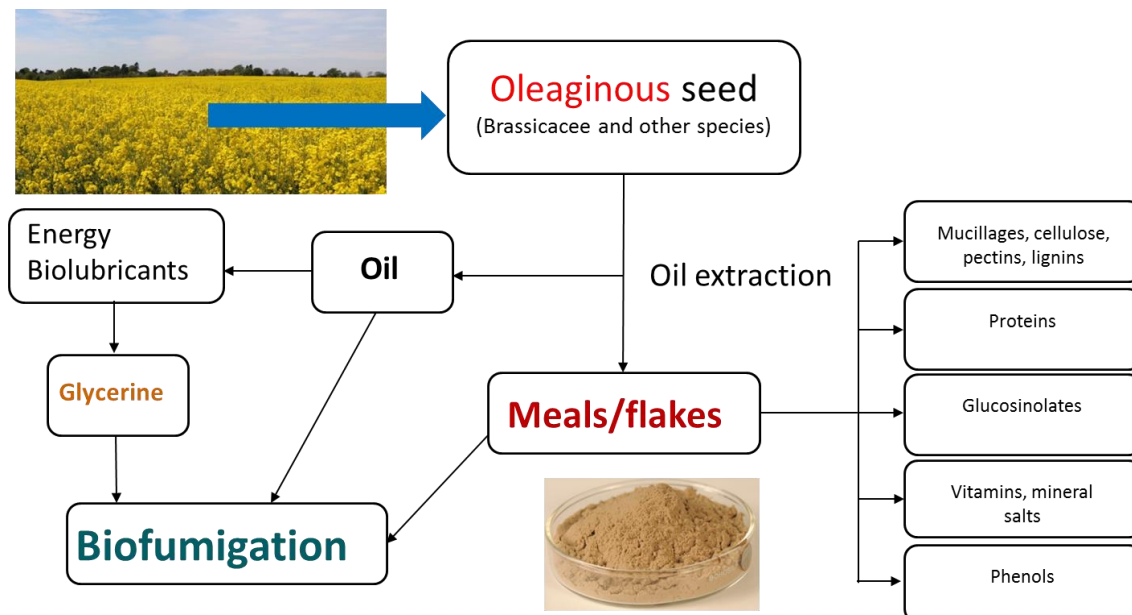 Oleaginous seed
(Brassicacee and other species)
Energy
Biolubricants
Oil
Oil extraction
Mucillages, cellulose,
pectins, lignins
Proteins
Glycerine
Meals/flakes
Glucosinolates
Vitamins, mineral
salts
Biofumigation
Phenols